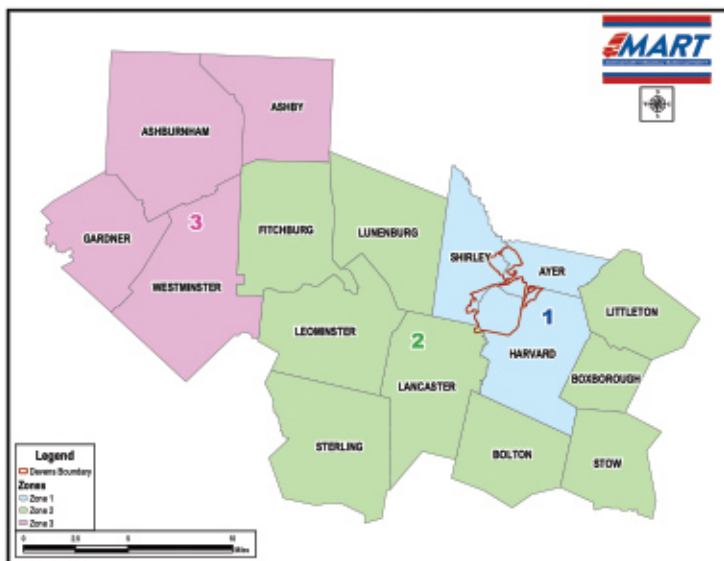 MART
ASHBY
ASHBURNHAM
GARDNER
3
WESTMINSTER
FITCHBURG
LUNENBURG
SHIRLEY
AYER
LITTLETON
1
HARVARD
LEOMINSTER
2
LANCASTER
BOXBOROUGH
STERLING
BOLTON
STOW
Legend
Devens Boundary
Zones
Zone 1
Zone 2
Zone 3
0 2.5 5 10
Miles